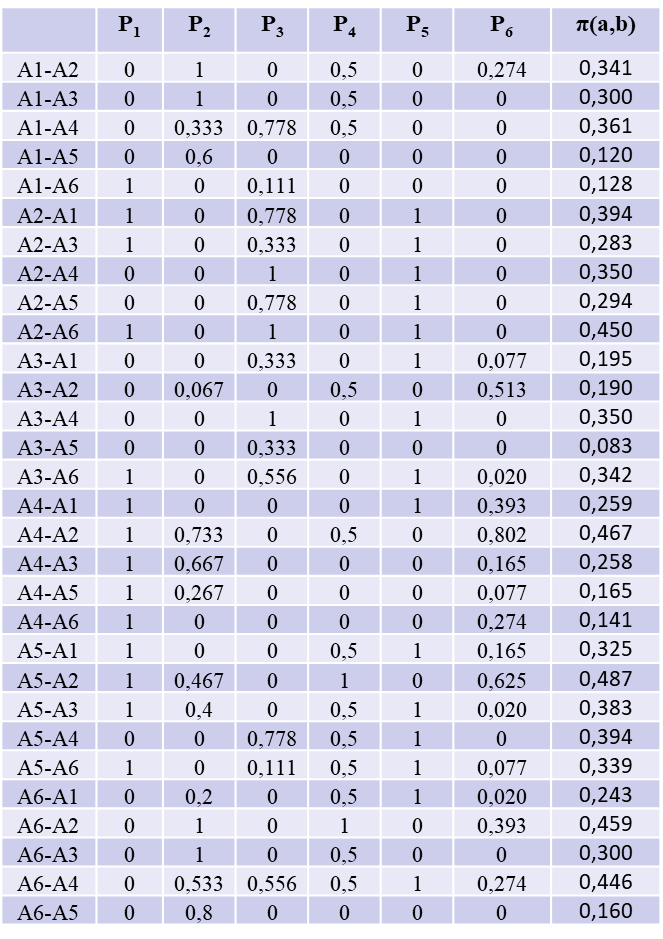 P₁ P₂ P₃ P₄ P₅ P₆ π(a,b)
A1-A2 0 1 0 0,5 0 0,274 0,341
A1-A3 0 1 0 0,5 0 0 0,300
A1-A4 0 0,333 0,778 0,5 0 0 0,361
A1-A5 0 0,6 0 0 0 0 0,120
A1-A6 1 0 0,111 0 0 0 0,128
A2-A1 1 0 0,778 0 1 0 0,394
A2-A3 1 0 0,333 0 1 0 0,283
A2-A4 0 0 1 0 1 0 0,350
A2-A5 0 0 0,778 0 1 0 0,294
A2-A6 1 0 1 0 1 0 0,450
A3-A1 0 0 0,333 0 1 0,077 0,195
A3-A2 0 0,067 0 0,5 0 0,513 0,190
A3-A4 0 0 1 0 1 0 0,350
A3-A5 0 0 0,333 0 0 0 0,083
A3-A6 1 0 0,556 0 1 0,020 0,342
A4-A1 1 0 0 0 1 0,393 0,259
A4-A2 1 0,733 0 0,5 0 0,802 0,467
A4-A3 1 0,667 0 0 0 0,165 0,258
A4-A5 1 0,267 0 0 0 0,077 0,165
A4-A6 1 0 0 0 0 0,274 0,141
A5-A1 1 0 0 0,5 1 0,165 0,325
A5-A2 1 0,467 0 1 0 0,625 0,487
A5-A3 1 0,4 0 0,5 1 0,020 0,383
A5-A4 0 0 0,778 0,5 1 0 0,394
A5-A6 1 0 0,111 0,5 1 0,077 0,339
A6-A1 0 0,2 0 0,5 1 0,020 0,243
A6-A2 0 1 0 1 0 0,393 0,459
A6-A3 0 1 0 0,5 0 0 0,300
A6-A4 0 0,533 0,556 0,5 1 0,274 0,446
A6-A5 0 0,8 0 0 0 0 0,160